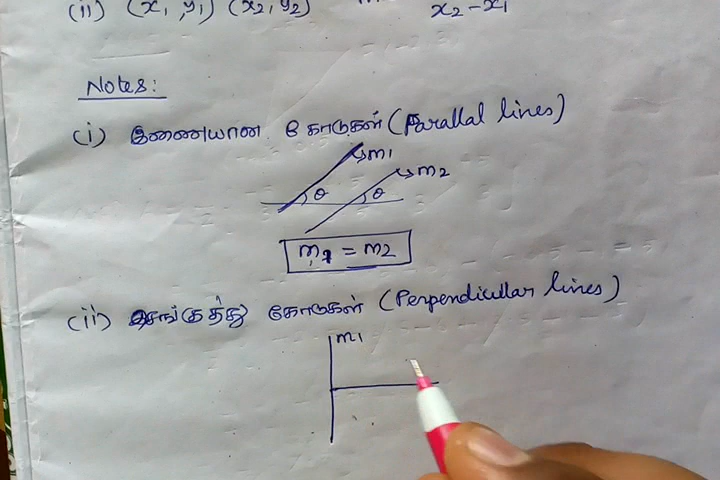 (ii) (x₁, y₁) (x₂, y₂)
x₂ - x₁
Notes:
(i) இணையான கோடுகள் (Parallal lines)
m₁
m₂
θ θ
m₁ = m₂
(ii) செங்குத்து கோடுகள் (Perpendicular lines)
m₁